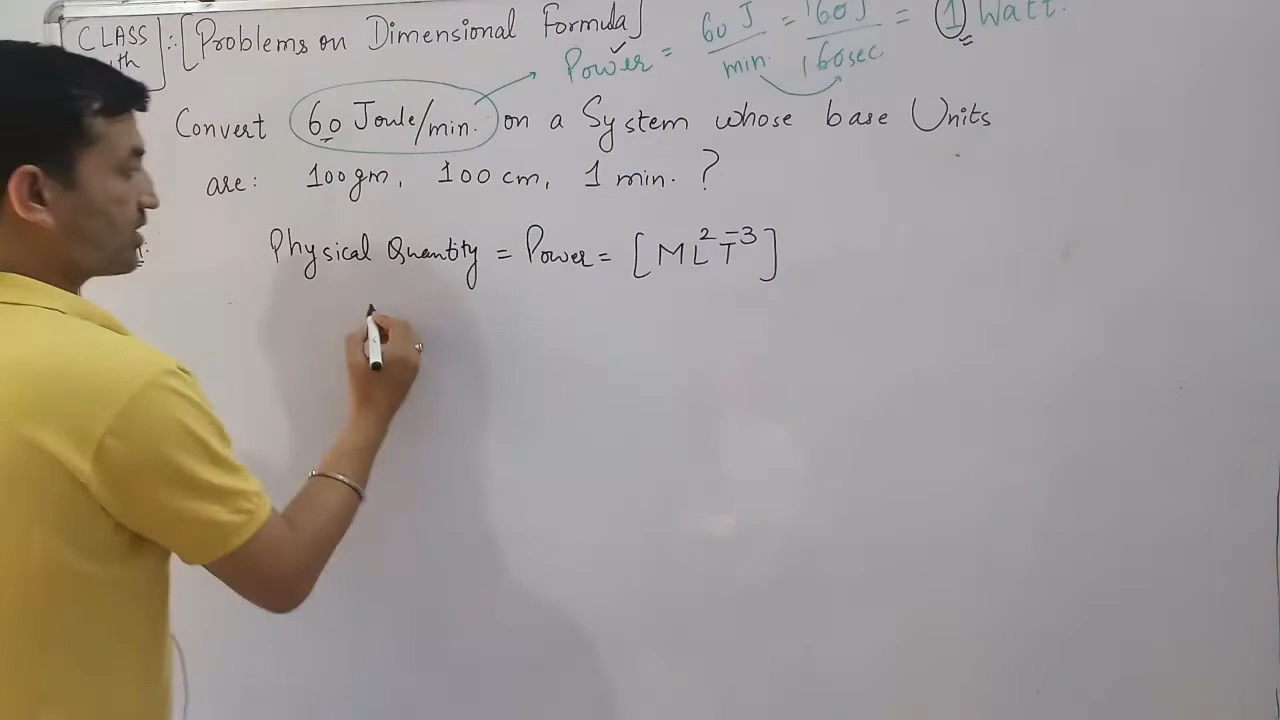 CLASS :: [Problems on Dimensional Formula]
th
Power = 60 J / min. = 60 J / 60 sec = 1 Watt.
Convert 60 Joule/min. on a System whose base Units
are: 100 gm, 100 cm, 1 min. ?
Physical Quantity = Power = [M L² T⁻³]